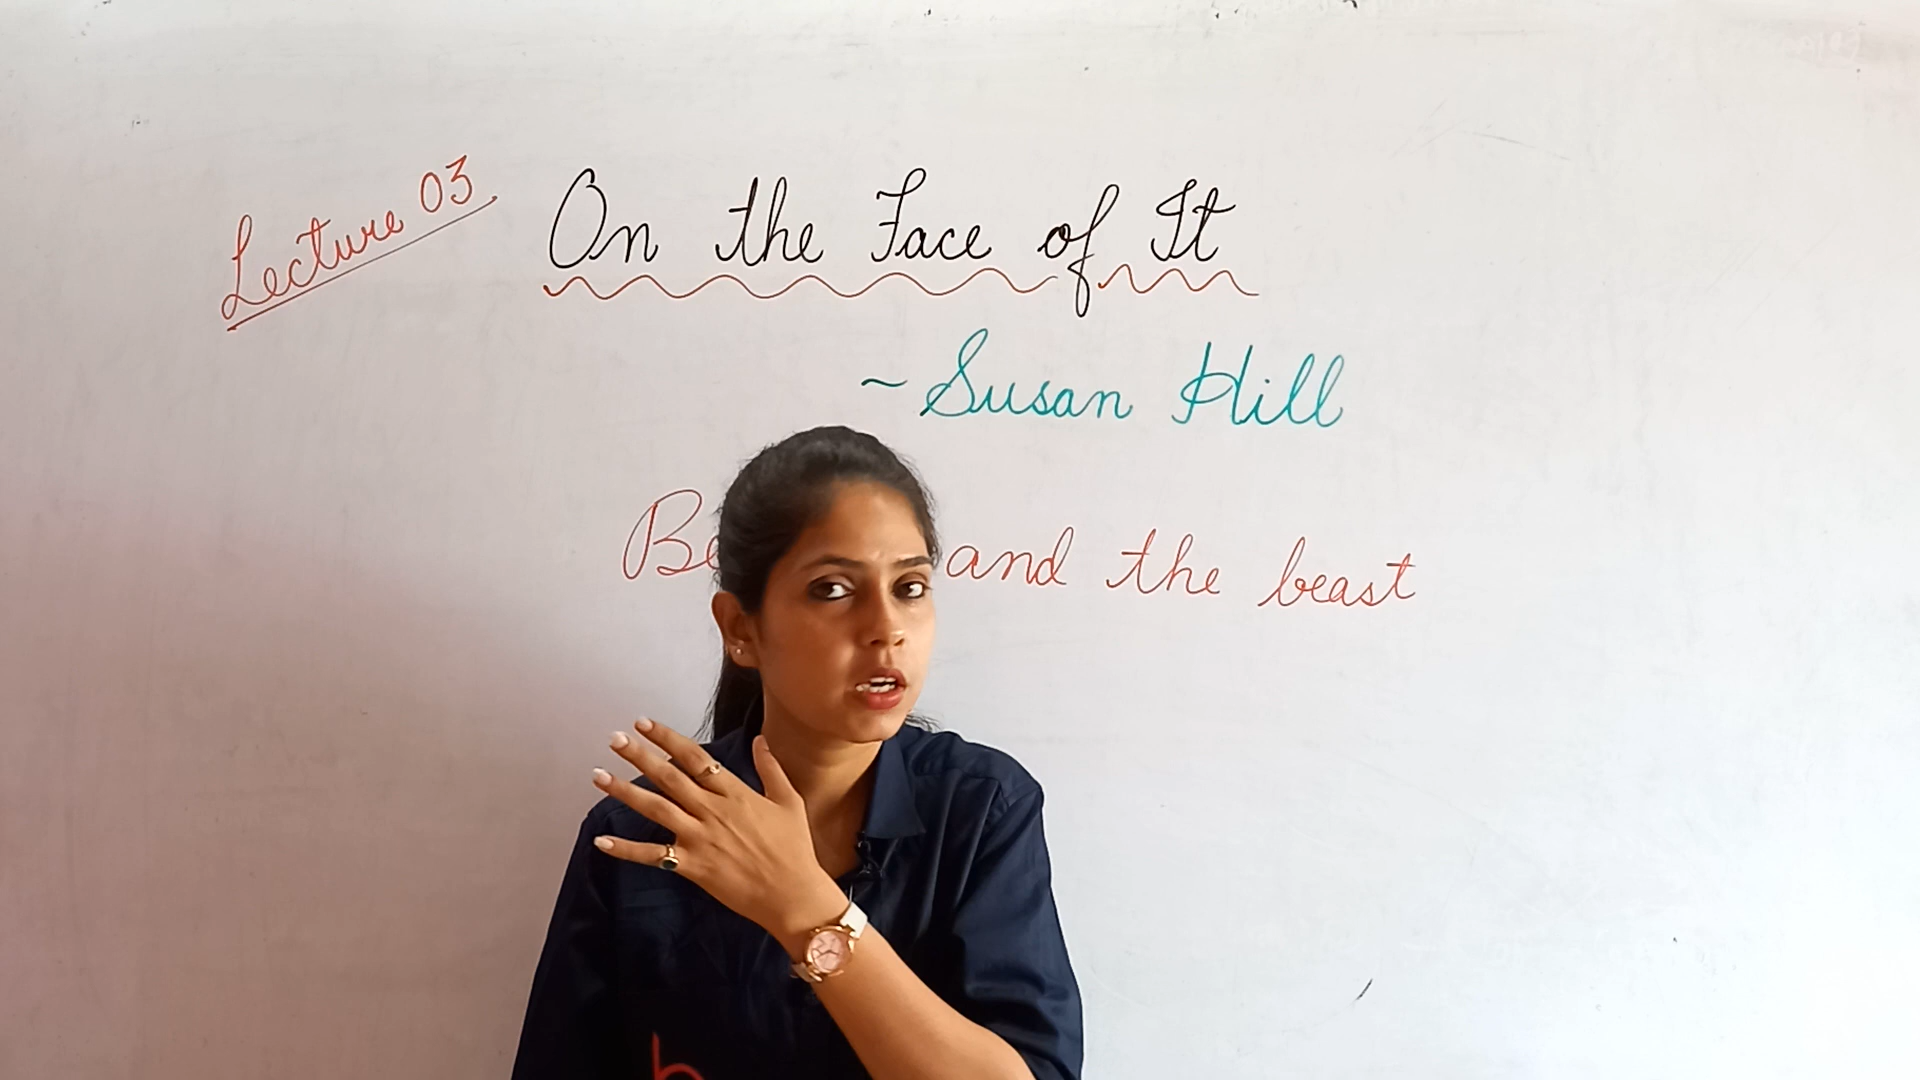 Lecture 03
On the Face of It
~ Susan Hill
and the beast